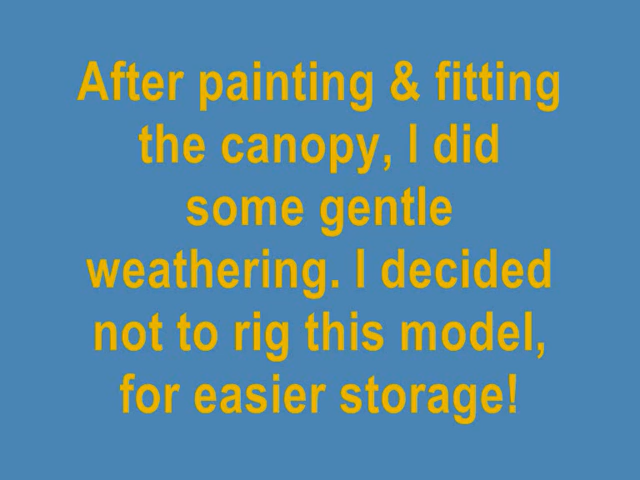 After painting & fitting
the canopy, I did
some gentle
weathering. I decided
not to rig this model,
for easier storage!